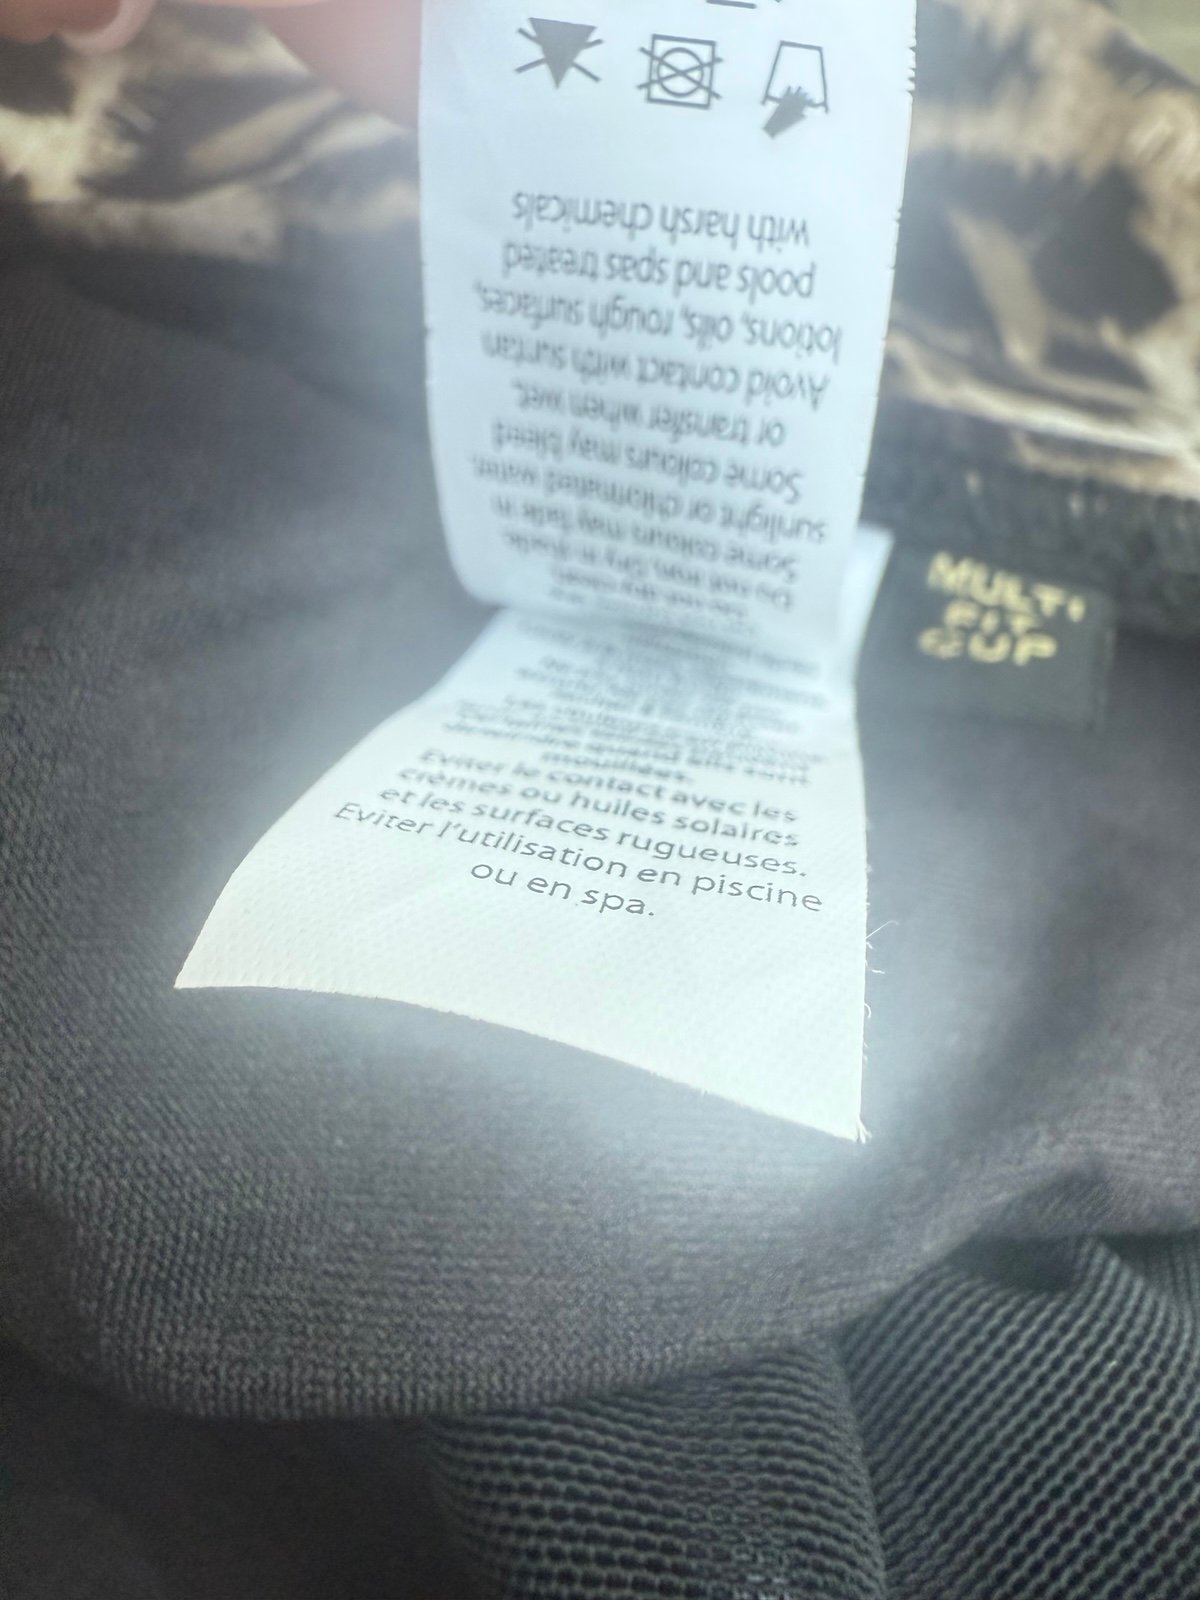 Do not iron. Dry in shade.
Some colours may fade in
sunlight or chlorinated water.
Some colours may bleed
or transfer when wet.
Avoid contact with suntan
lotions, oils, rough surfaces,
pools and spas treated
with harsh chemicals
mouillées.
Eviter le contact avec les
crèmes ou huiles solaires
et les surfaces rugueuses.
Eviter l'utilisation en piscine
ou en spa.
MULTI
FIT
CUP